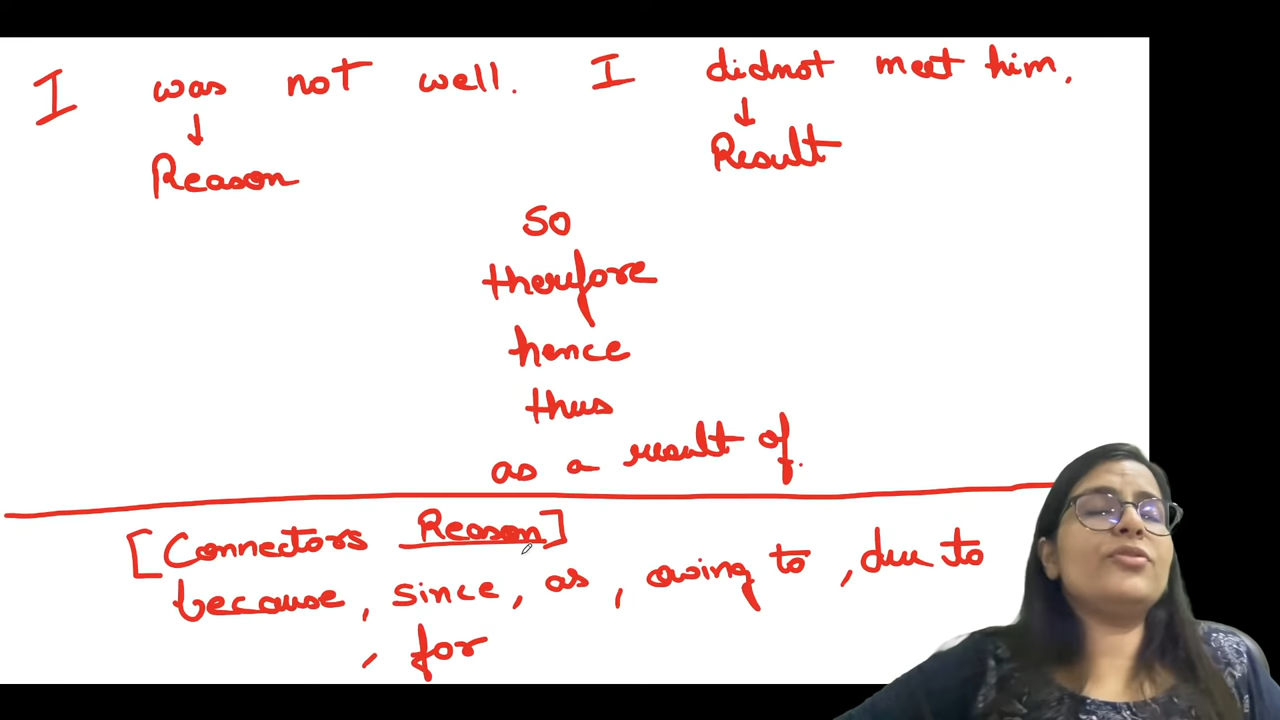 I was not well. I didnot meet him.
Reason Result
so
therefore
hence
thus
as a result of.
[Connectors Reason]
because, since, as, owing to, due to
, for